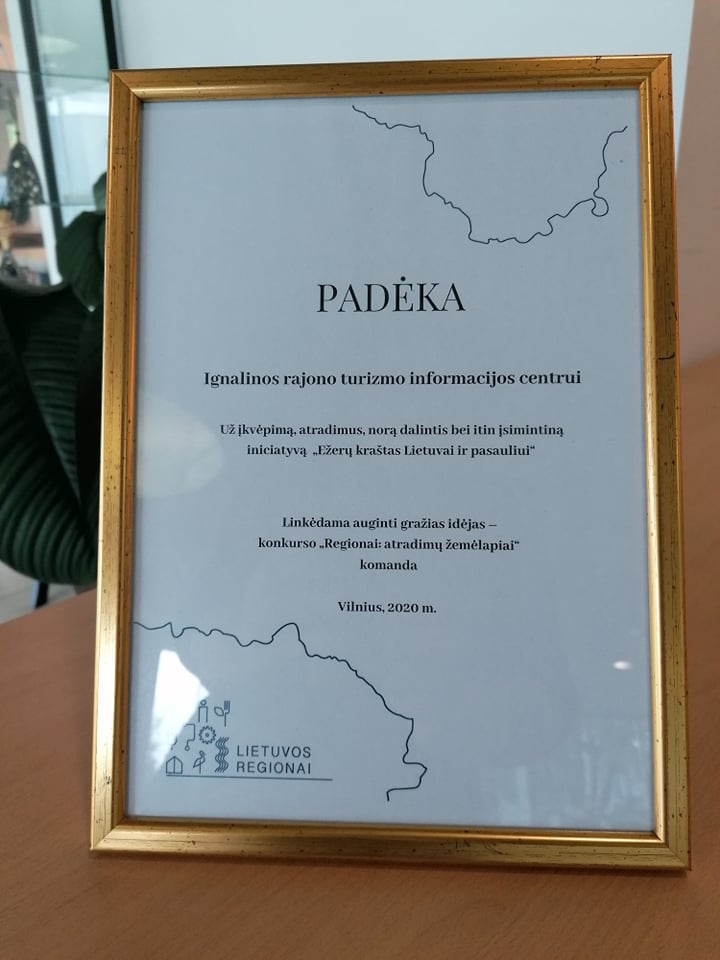 PADĖKA
Ignalinos rajono turizmo informacijos centrui
Už įkvėpimą, atradimus, norą dalintis bei itin įsimintiną
iniciatyvą „Ežerų kraštas Lietuvai ir pasauliui“
Linkėdama auginti gražias idėjas –
konkurso „Regionai: atradimų žemėlapiai“
komanda
Vilnius, 2020 m.
LIETUVOS
REGIONAI